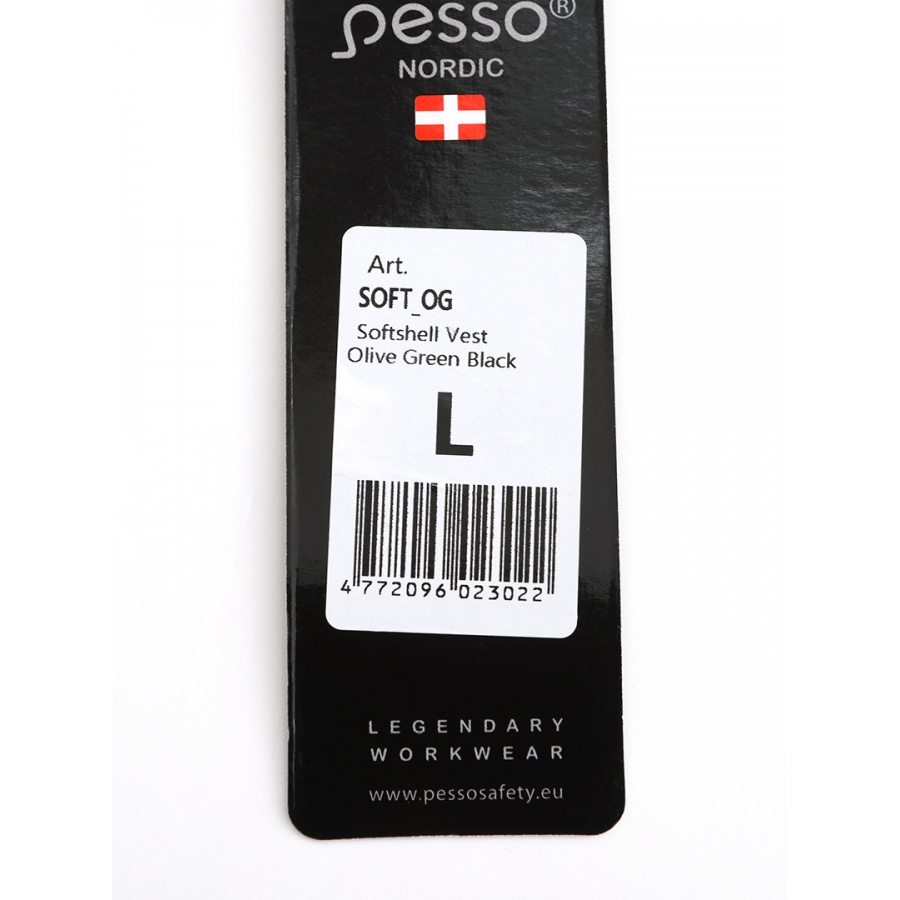 pesso®
NORDIC
Art.
SOFT_OG
Softshell Vest
Olive Green Black
L
4 772096 023022
LEGENDARY
WORKWEAR
www.pessosafety.eu